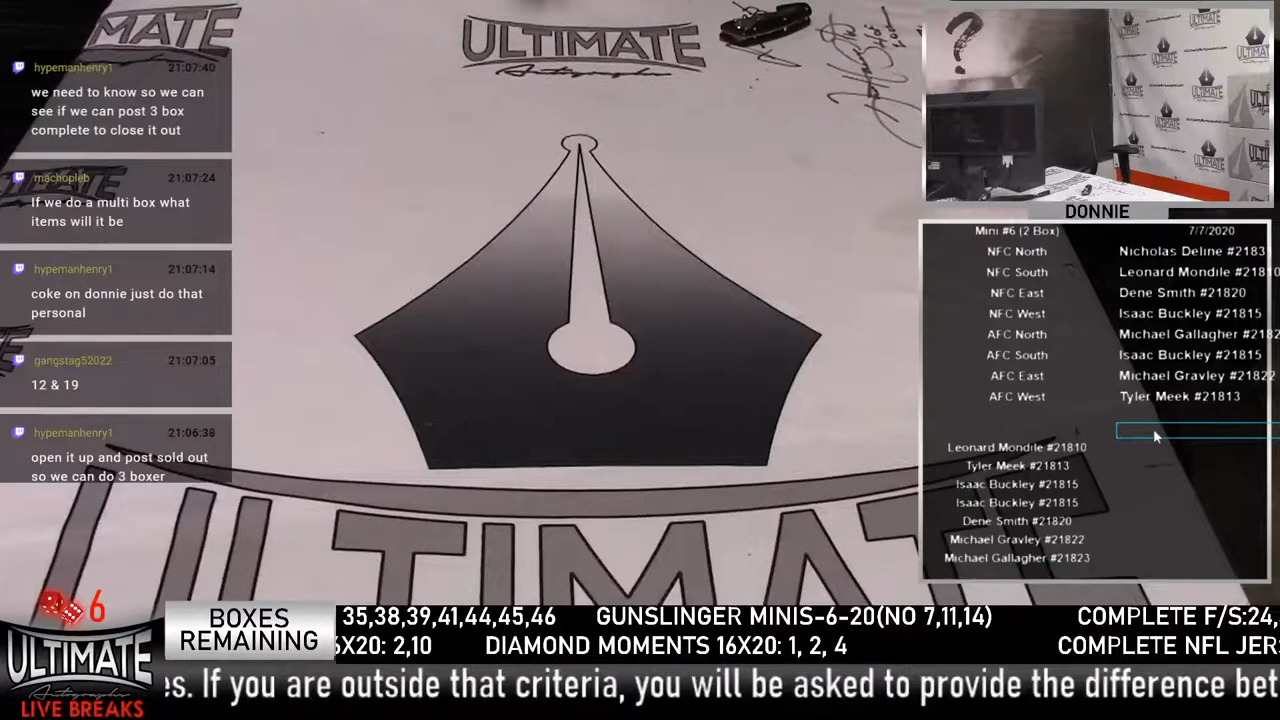 MATE
hypemanhenry1 21:07:40
we need to know so we can
see if we can post 3 box
complete to close it out
machopleb 21:07:24
If we do a multi box what
items will it be
hypemanhenry1 21:07:14
coke on donnie just do that
personal
gangstag52022 21:07:05
12 & 19
hypemanhenry1 21:06:38
open it up and post sold out
so we can do 3 boxer
ULTIMATE
Autographs
ULTIMATE
DONNIE
Mini #6 (2 Box) 7/7/2020
NFC North Nicholas Deline #2183
NFC South Leonard Mondile #21810
NFC East Dene Smith #21820
NFC West Isaac Buckley #21815
AFC North Michael Gallagher #2182
AFC South Isaac Buckley #21815
AFC East Michael Gravley #21822
AFC West Tyler Meek #21813
Leonard Mondile #21810
Tyler Meek #21813
Isaac Buckley #21815
Isaac Buckley #21815
Dene Smith #21820
Michael Gravley #21822
Michael Gallagher #21823
6
ULTIMATE
Autographs
LIVE BREAKS
BOXES
REMAINING
35,38,39,41,44,45,46 GUNSLINGER MINIS-6-20(NO 7,11,14) COMPLETE F/S:24,
6X20: 2,10 DIAMOND MOMENTS 16X20: 1, 2, 4 COMPLETE NFL JER
es. If you are outside that criteria, you will be asked to provide the difference bet